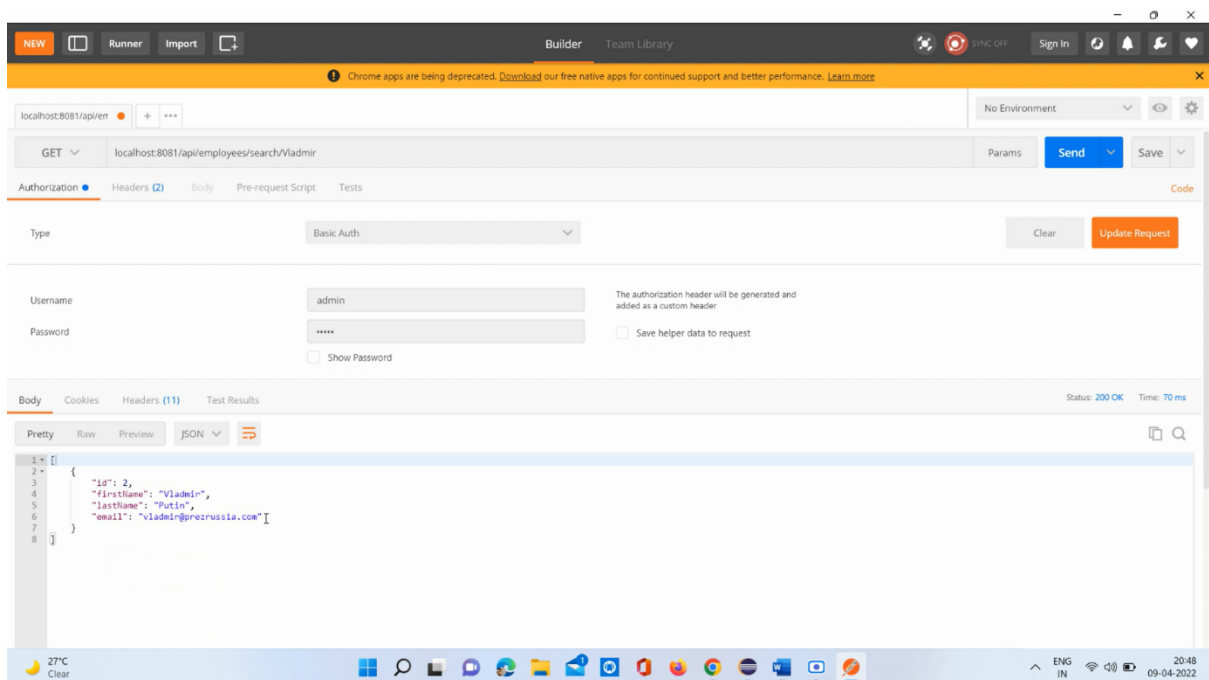 NEW Runner Import Builder Team Library SYNC OFF Sign In
Chrome apps are being deprecated. Download our free native apps for continued support and better performance. Learn more
localhost:8081/api/em No Environment
GET localhost:8081/api/employees/search/Vladmir Params Send Save
Authorization Headers (2) Body Pre-request Script Tests Code
Type Basic Auth Clear Update Request
Username admin The authorization header will be generated and
added as a custom header
Password ••••• Save helper data to request
Show Password
Body Cookies Headers (11) Test Results Status: 200 OK Time: 70 ms
Pretty Raw Preview JSON
1 [
2 {
3 "id": 2,
4 "firstName": "Vladmir",
5 "lastName": "Putin",
6 "email": "vladmir@prezrussia.com"
7 }
8 ]
27°C
Clear
ENG
IN
20:48
09-04-2022